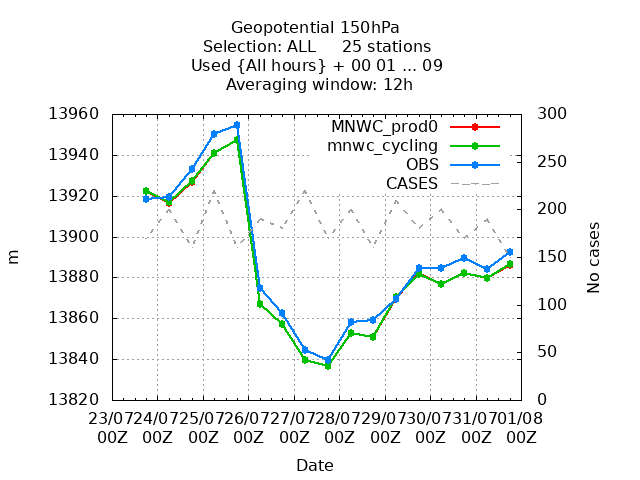 Geopotential 150hPa
Selection: ALL     25 stations
Used {All hours} + 00 01 ... 09
Averaging window: 12h
13960
13940
13920
13900
13880
13860
13840
13820
m
300
250
200
150
100
50
0
No cases
MNWC_prod0
mnwc_cycling
OBS
CASES
23/07 24/07 25/07 26/07 27/07 28/07 29/07 30/07 31/07 01/08
00Z 00Z 00Z 00Z 00Z 00Z 00Z 00Z 00Z 00Z
Date